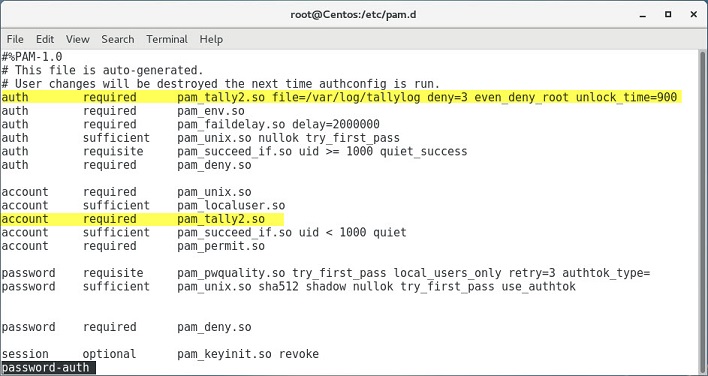 root@Centos:/etc/pam.d
File Edit View Search Terminal Help
#%PAM-1.0
# This file is auto-generated.
# User changes will be destroyed the next time authconfig is run.
auth required pam_tally2.so file=/var/log/tallylog deny=3 even_deny_root unlock_time=900
auth required pam_env.so
auth required pam_faildelay.so delay=2000000
auth sufficient pam_unix.so nullok try_first_pass
auth requisite pam_succeed_if.so uid >= 1000 quiet_success
auth required pam_deny.so
account required pam_unix.so
account sufficient pam_localuser.so
account required pam_tally2.so
account sufficient pam_succeed_if.so uid < 1000 quiet
account required pam_permit.so
password requisite pam_pwquality.so try_first_pass local_users_only retry=3 authtok_type=
password sufficient pam_unix.so sha512 shadow nullok try_first_pass use_authtok
password required pam_deny.so
session optional pam_keyinit.so revoke
password-auth